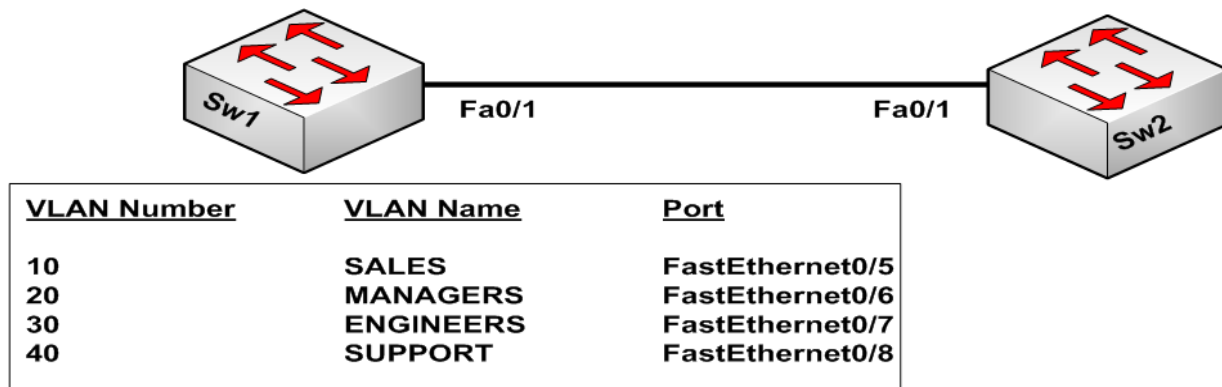 Sw1
Fa0/1
Fa0/1
Sw2
VLAN Number VLAN Name Port
10 SALES FastEthernet0/5
20 MANAGERS FastEthernet0/6
30 ENGINEERS FastEthernet0/7
40 SUPPORT FastEthernet0/8